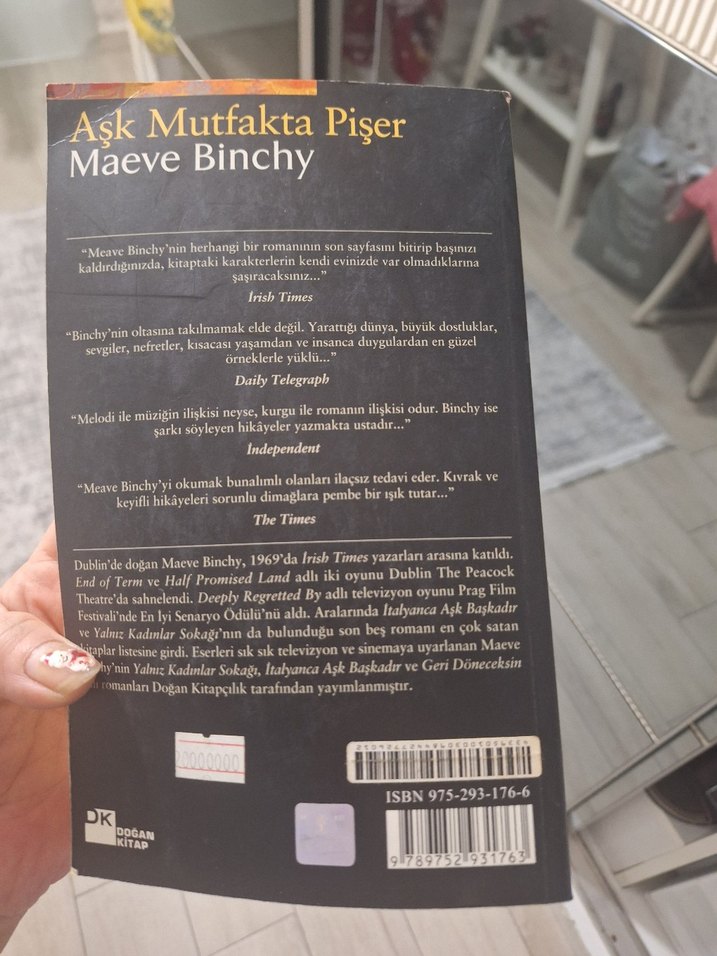 Aşk Mutfakta Pişer
Maeve Binchy
“Meave Binchy’nin herhangi bir romanının son sayfasını bitirip başınızı
kaldırdığınızda, kitaptaki karakterlerin kendi evinizde var olmadıklarına
şaşıracaksınız...”
İrish Times
“Binchy’nin oltasına takılmamak elde değil. Yarattığı dünya, büyük dostluklar,
sevgiler, nefretler, kısacası yaşamdan ve insanca duygulardan en güzel
örneklerle yüklü...”
Daily Telegraph
“Melodi ile müziğin ilişkisi neyse, kurgu ile romanın ilişkisi odur. Binchy ise
şarkı söyleyen hikâyeler yazmakta ustadır...”
İndependent
“Meave Binchy’yi okumak bunalımlı olanları ilaçsız tedavi eder. Kıvrak ve
keyifli hikâyeleri sorunlu dimağlara pembe bir ışık tutar...”
The Times
Dublin’de doğan Maeve Binchy, 1969’da İrish Times yazarları arasına katıldı.
End of Term ve Half Promised Land adlı iki oyunu Dublin The Peacock
Theatre’da sahnelendi. Deeply Regretted By adlı televizyon oyunu Prag Film
Festivali’nde En İyi Senaryo Ödülü’nü aldı. Aralarında İtalyanca Aşk Başkadır
ve Yalnız Kadınlar Sokağı’nın da bulunduğu son beş romanı en çok satan
kitaplar listesine girdi. Eserleri sık sık televizyon ve sinemaya uyarlanan Maeve
hy’nin Yalnız Kadınlar Sokağı, İtalyanca Aşk Başkadır ve Geri Döneceksin
romanları Doğan Kitapçılık tarafından yayımlanmıştır.
ISBN 975-293-176-6
9 789752 931763
DK DOĞAN
KİTAP